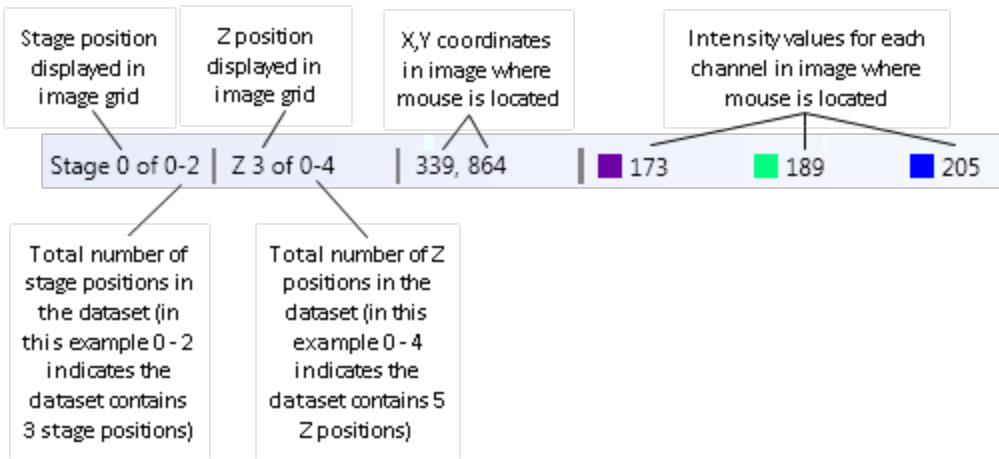 Stage position
displayed in
image grid
Z position
displayed in
image grid
X,Y coordinates
in image where
mouse is located
Intensity values for each
channel in image where
mouse is located
Stage 0 of 0-2 | Z 3 of 0-4 | 339, 864 | 173 189 205
Total number of
stage positions in
the dataset (in
this example 0 - 2
indicates the
dataset contains
3 stage positions)
Total number of Z
positions in the
dataset (in this
example 0 - 4
indicates the
dataset contains 5
Z positions)